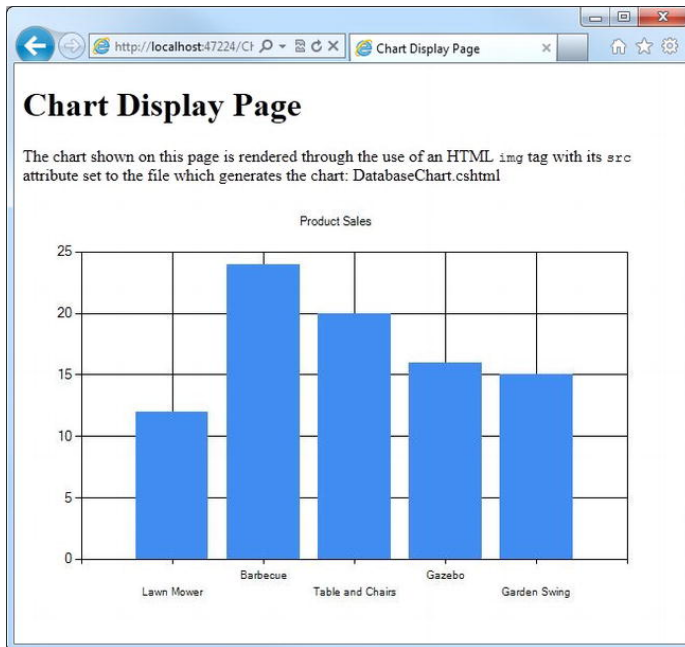 http://localhost:47224/Cl
Chart Display Page
Chart Display Page
The chart shown on this page is rendered through the use of an HTML img tag with its src
attribute set to the file which generates the chart: DatabaseChart.cshtml
Product Sales
25
20
15
10
5
0
Barbecue
Gazebo
Lawn Mower
Table and Chairs
Garden Swing